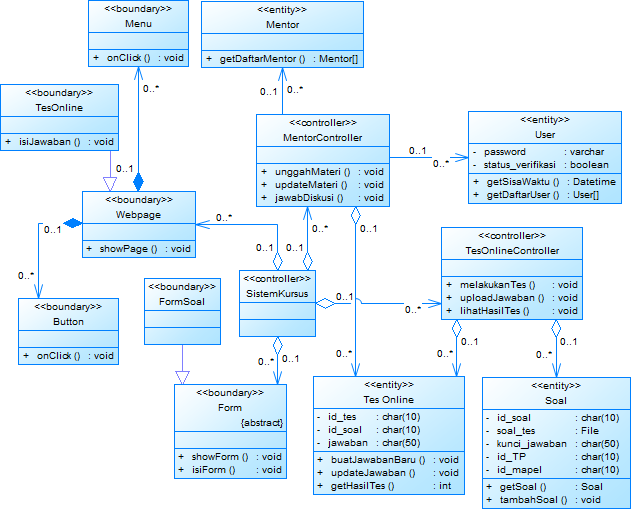 <<boundary>>
Menu
+ onClick () : void
<<entity>>
Mentor
+ getDaftarMentor () : Mentor[]
<<boundary>>
TesOnline
+ isiJawaban () : void
0..*
0..1
0..*
0..1
<<controller>>
MentorController
+ unggahMateri () : void
+ updateMateri () : void
+ jawabDiskusi () : void
0..1
0..*
<<entity>>
User
- password : varchar
- status_verifikasi : boolean
+ getSisaWaktu () : Datetime
+ getDaftarUser () : User[]
<<boundary>>
Webpage
+ showPage () : void
0..1
0..*
0..*
0..1
0..1
0..1
0..*
<<controller>>
TesOnlineController
+ melakukanTes () : void
+ uploadJawaban () : void
+ lihatHasilTes () : void
<<boundary>>
FormSoal
<<controller>>
SistemKursus
0..1
0..*
<<boundary>>
Button
+ onClick () : void
0..1
0..*
0..*
0..1
0..*
0..1
0..*
<<boundary>>
Form
{abstract}
+ showForm () : void
+ isiForm () : void
<<entity>>
Tes Online
- id_tes : char(10)
- id_soal : char(10)
- jawaban : char(50)
+ buatJawabanBaru () : void
+ updateJawaban () : void
+ getHasilTes () : int
<<entity>>
Soal
- id_soal : char(10)
- soal_tes : File
- kunci_jawaban : char(50)
- id_TP : char(10)
- id_mapel : char(10)
+ getSoal () : Soal
+ tambahSoal () : void